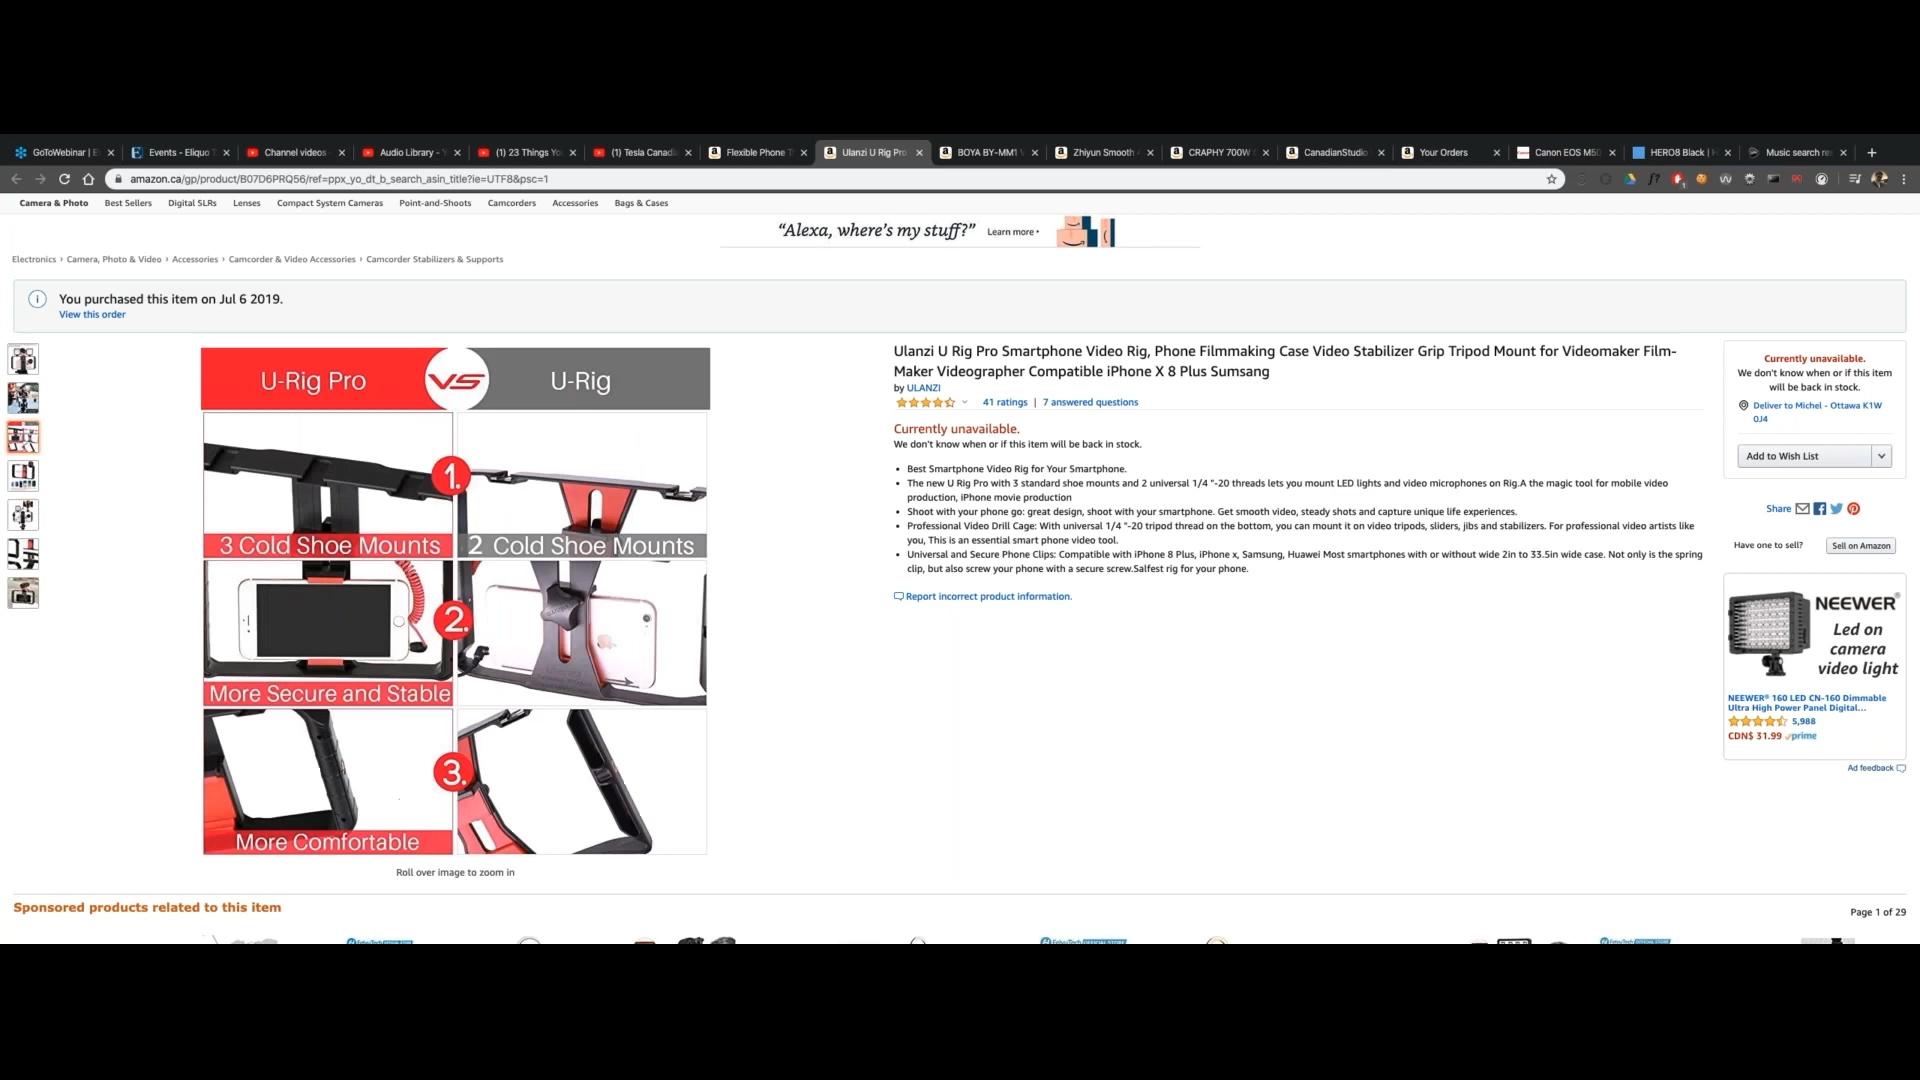 GoToWebinar | E
Events - Eliquo T
Channel videos -
Audio Library - Y
(1) 23 Things Yo
(1) Tesla Canadi
Flexible Phone T
Ulanzi U Rig Pro
BOYA BY-MM1
Zhiyun Smooth
CRAPHY 700W
CanadianStudio
Your Orders
Canon EOS M50
HERO8 Black |
Music search re
amazon.ca/gp/product/B07D6PRQ56/ref=ppx_yo_dt_b_search_asin_title?ie=UTF8&psc=1
Camera & Photo
Best Sellers
Digital SLRs
Lenses
Compact System Cameras
Point-and-Shoots
Camcorders
Accessories
Bags & Cases
“Alexa, where’s my stuff?”
Learn more
Electronics › Camera, Photo & Video › Accessories › Camcorder & Video Accessories › Camcorder Stabilizers & Supports
You purchased this item on Jul 6 2019.
View this order
U-Rig Pro
VS
U-Rig
1.
3 Cold Shoe Mounts
2 Cold Shoe Mounts
2.
More Secure and Stable
3.
More Comfortable
Roll over image to zoom in
Ulanzi U Rig Pro Smartphone Video Rig, Phone Filmmaking Case Video Stabilizer Grip Tripod Mount for Videomaker Film-
Maker Videographer Compatible iPhone X 8 Plus Sumsang
by ULANZI
41 ratings | 7 answered questions
Currently unavailable.
We don't know when or if this item will be back in stock.
• Best Smartphone Video Rig for Your Smartphone.
• The new U Rig Pro with 3 standard shoe mounts and 2 universal 1/4 "-20 threads lets you mount LED lights and video microphones on Rig.A the magic tool for mobile video
production, iPhone movie production
• Shoot with your phone go: great design, shoot with your smartphone. Get smooth video, steady shots and capture unique life experiences.
• Professional Video Drill Cage: With universal 1/4 "-20 tripod thread on the bottom, you can mount it on video tripods, sliders, jibs and stabilizers. For professional video artists like
you, This is an essential smart phone video tool.
• Universal and Secure Phone Clips: Compatible with iPhone 8 Plus, iPhone x, Samsung, Huawei Most smartphones with or without wide 2in to 33.5in wide case. Not only is the spring
clip, but also screw your phone with a secure screw.Salfest rig for your phone.
Report incorrect product information.
Currently unavailable.
We don't know when or if this item
will be back in stock.
Deliver to Michel - Ottawa K1W
0J4
Add to Wish List
Share
Have one to sell?
Sell on Amazon
NEEWER®
Led on
camera
video light
NEEWER® 160 LED CN-160 Dimmable
Ultra High Power Panel Digital...
5,988
CDN$ 31.99 prime
Ad feedback
Sponsored products related to this item
Page 1 of 29